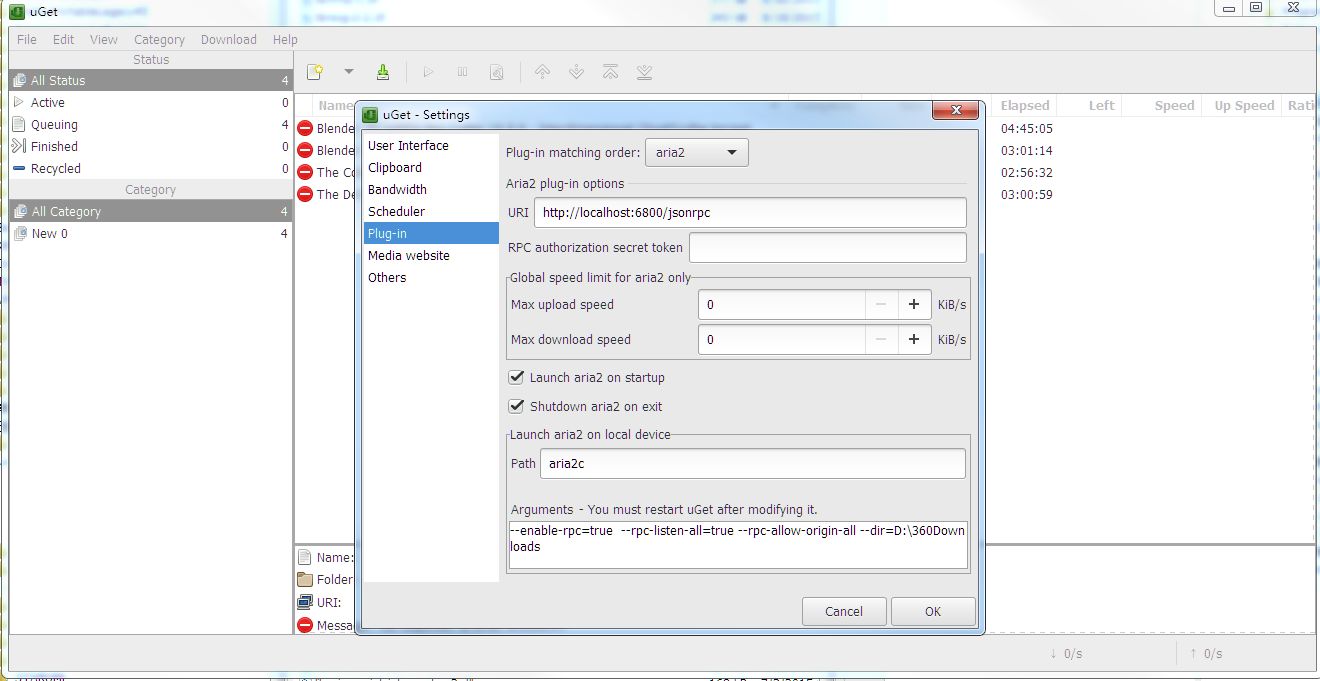 uGet
File Edit View Category Download Help
Status
All Status 4
Active 0
Queuing 4
Finished 0
Recycled 0
Category
All Category 4
New 0 4
Name Elapsed Left Speed Up Speed Rati
Blende 04:45:05
Blende 03:01:14
The Co 02:56:32
The De 03:00:59
Name:
Folder
URI:
Messa
↓ 0/s ↑ 0/s
uGet - Settings
User Interface
Clipboard
Bandwidth
Scheduler
Plug-in
Media website
Others
Plug-in matching order: aria2
Aria2 plug-in options
URI http://localhost:6800/jsonrpc
RPC authorization secret token
Global speed limit for aria2 only
Max upload speed 0 − + KiB/s
Max download speed 0 − + KiB/s
Launch aria2 on startup
Shutdown aria2 on exit
Launch aria2 on local device
Path aria2c
Arguments - You must restart uGet after modifying it.
--enable-rpc=true --rpc-listen-all=true --rpc-allow-origin-all --dir=D:\360Down
loads
Cancel OK